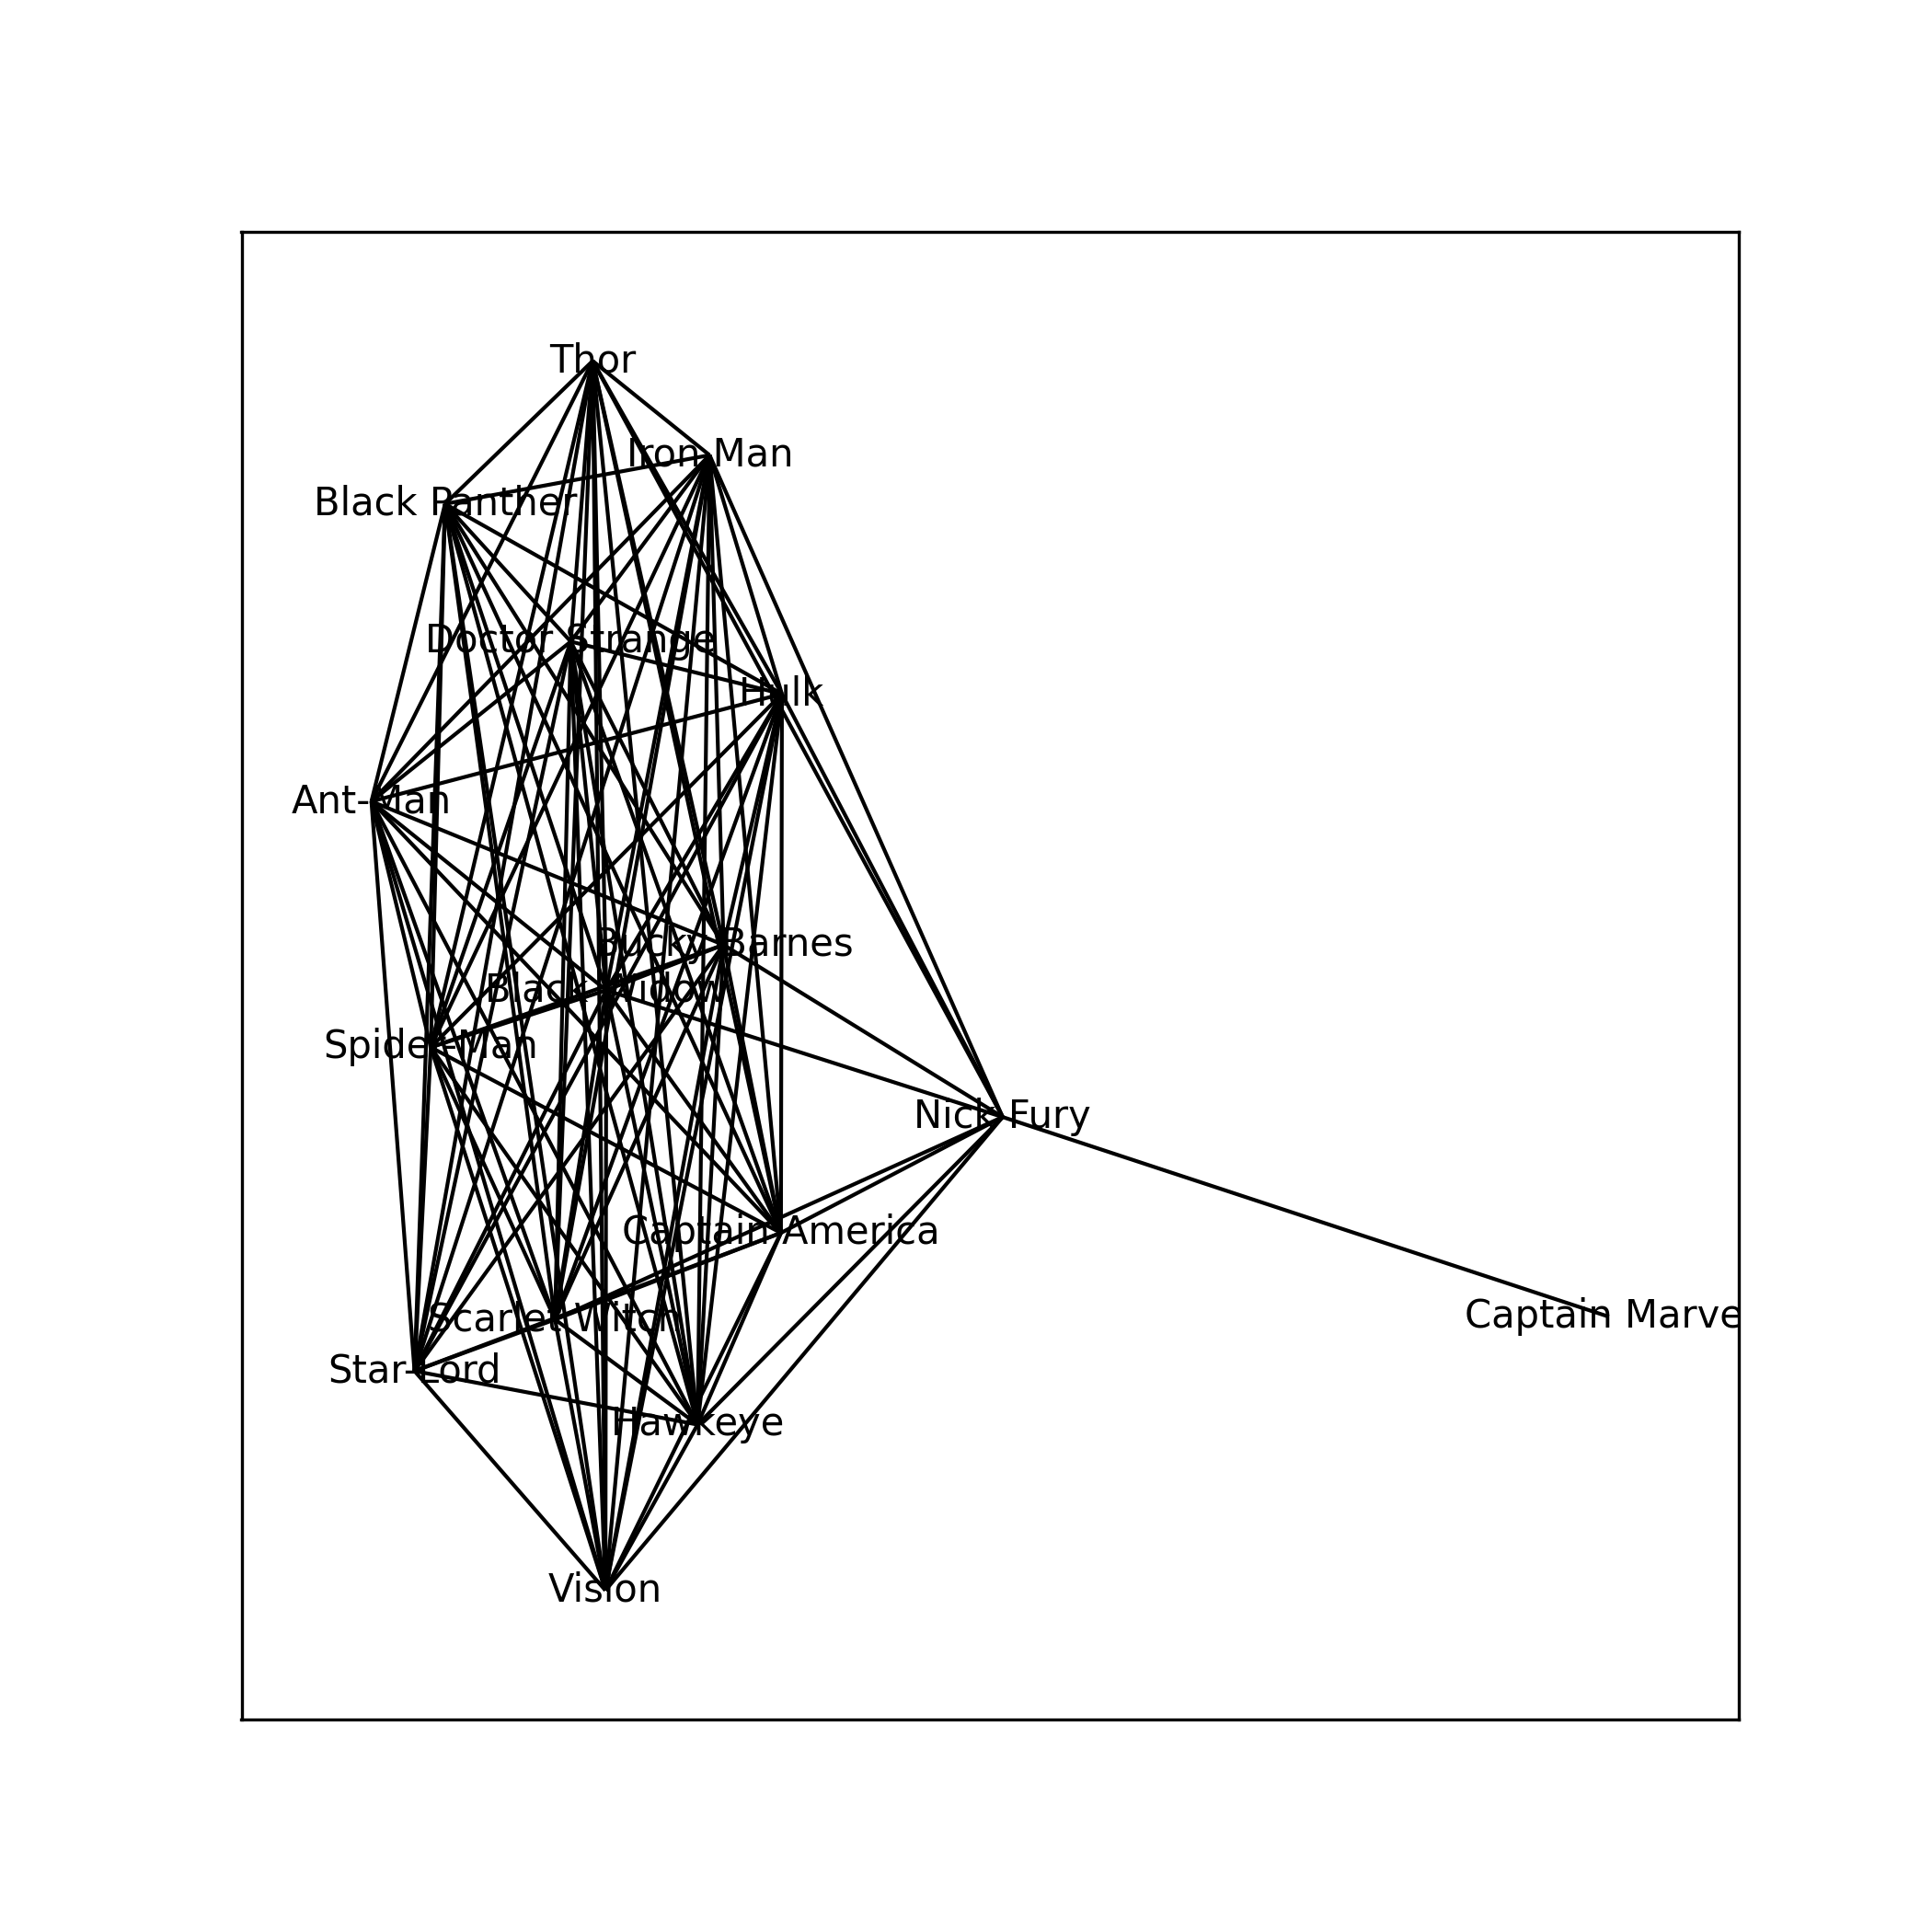 Thor
Iron Man
Black Panther
Doctor Strange
Hulk
Ant-Man
Bucky Barnes
Black Widow
Spider-Man
Nick Fury
Captain America
Captain Marve
Scarlet Witch
Star-Lord
Hawkeye
Vision